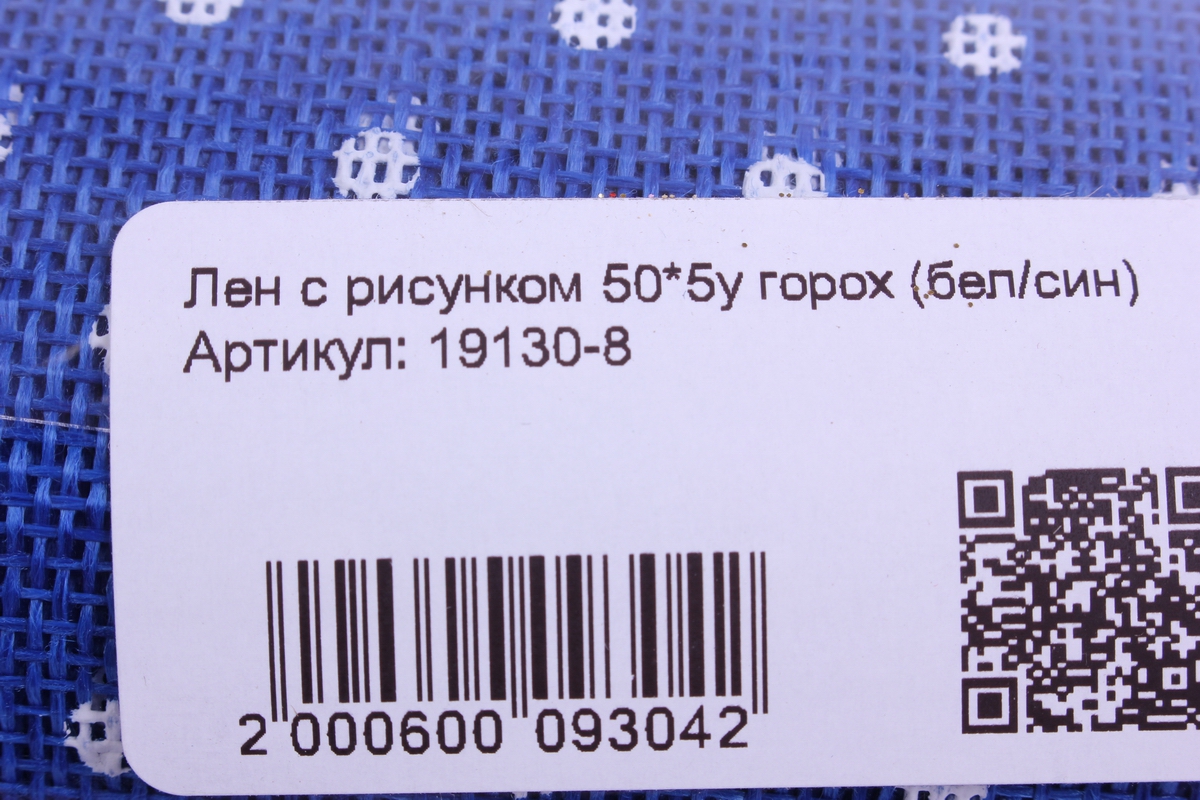 Лен с рисунком 50*5у горох (бел/син)
Артикул: 19130-8
2 000600 093042